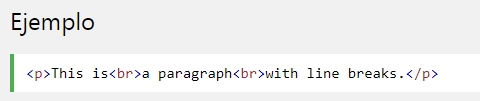 Ejemplo
<p>This is<br>a paragraph<br>with line breaks.</p>